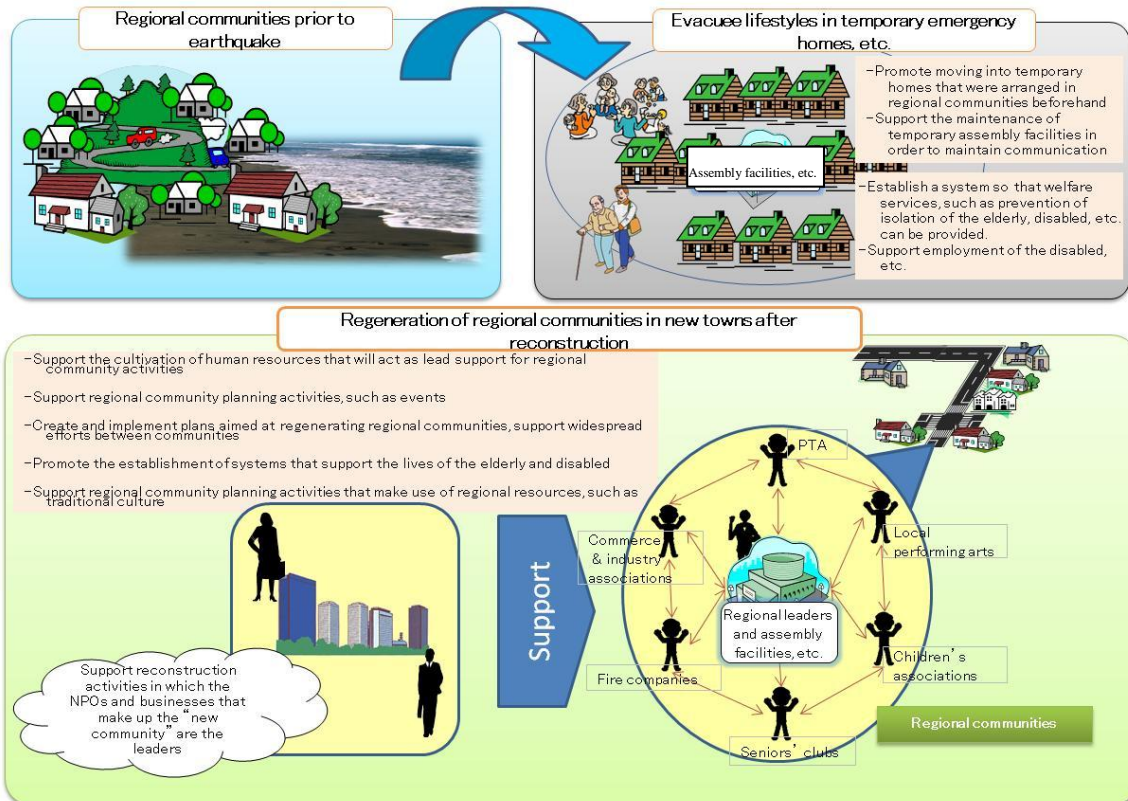 Regional communities prior to
earthquake
Evacuee lifestyles in temporary emergency
homes, etc.
-Promote moving into temporary
homes that were arranged in
regional communities beforehand
-Support the maintenance of
temporary assembly facilities in
order to maintain communication
Assembly facilities, etc.
-Establish a system so that welfare
services, such as prevention of
isolation of the elderly, disabled, etc.
can be provided.
-Support employment of the disabled,
etc.
Regeneration of regional communities in new towns after
reconstruction
-Support the cultivation of human resources that will act as lead support for regional
community activities
-Support regional community planning activities, such as events
-Create and implement plans, aimed at regenerating regional communities, support widespread
efforts between communities
-Promote the establishment of systems that support the lives of the elderly and disabled
-Support regional community planning activities that make use of regional resources, such as
traditional culture
Support reconstruction
activities in which the
NPOs and businesses that
make up the "new
community" are the
leaders
Support
PTA
Commerce
& industry
associations
Local
performing arts
Regional leaders
and assembly
facilities, etc.
Fire companies
Children's
associations
Seniors' clubs
Regional communities